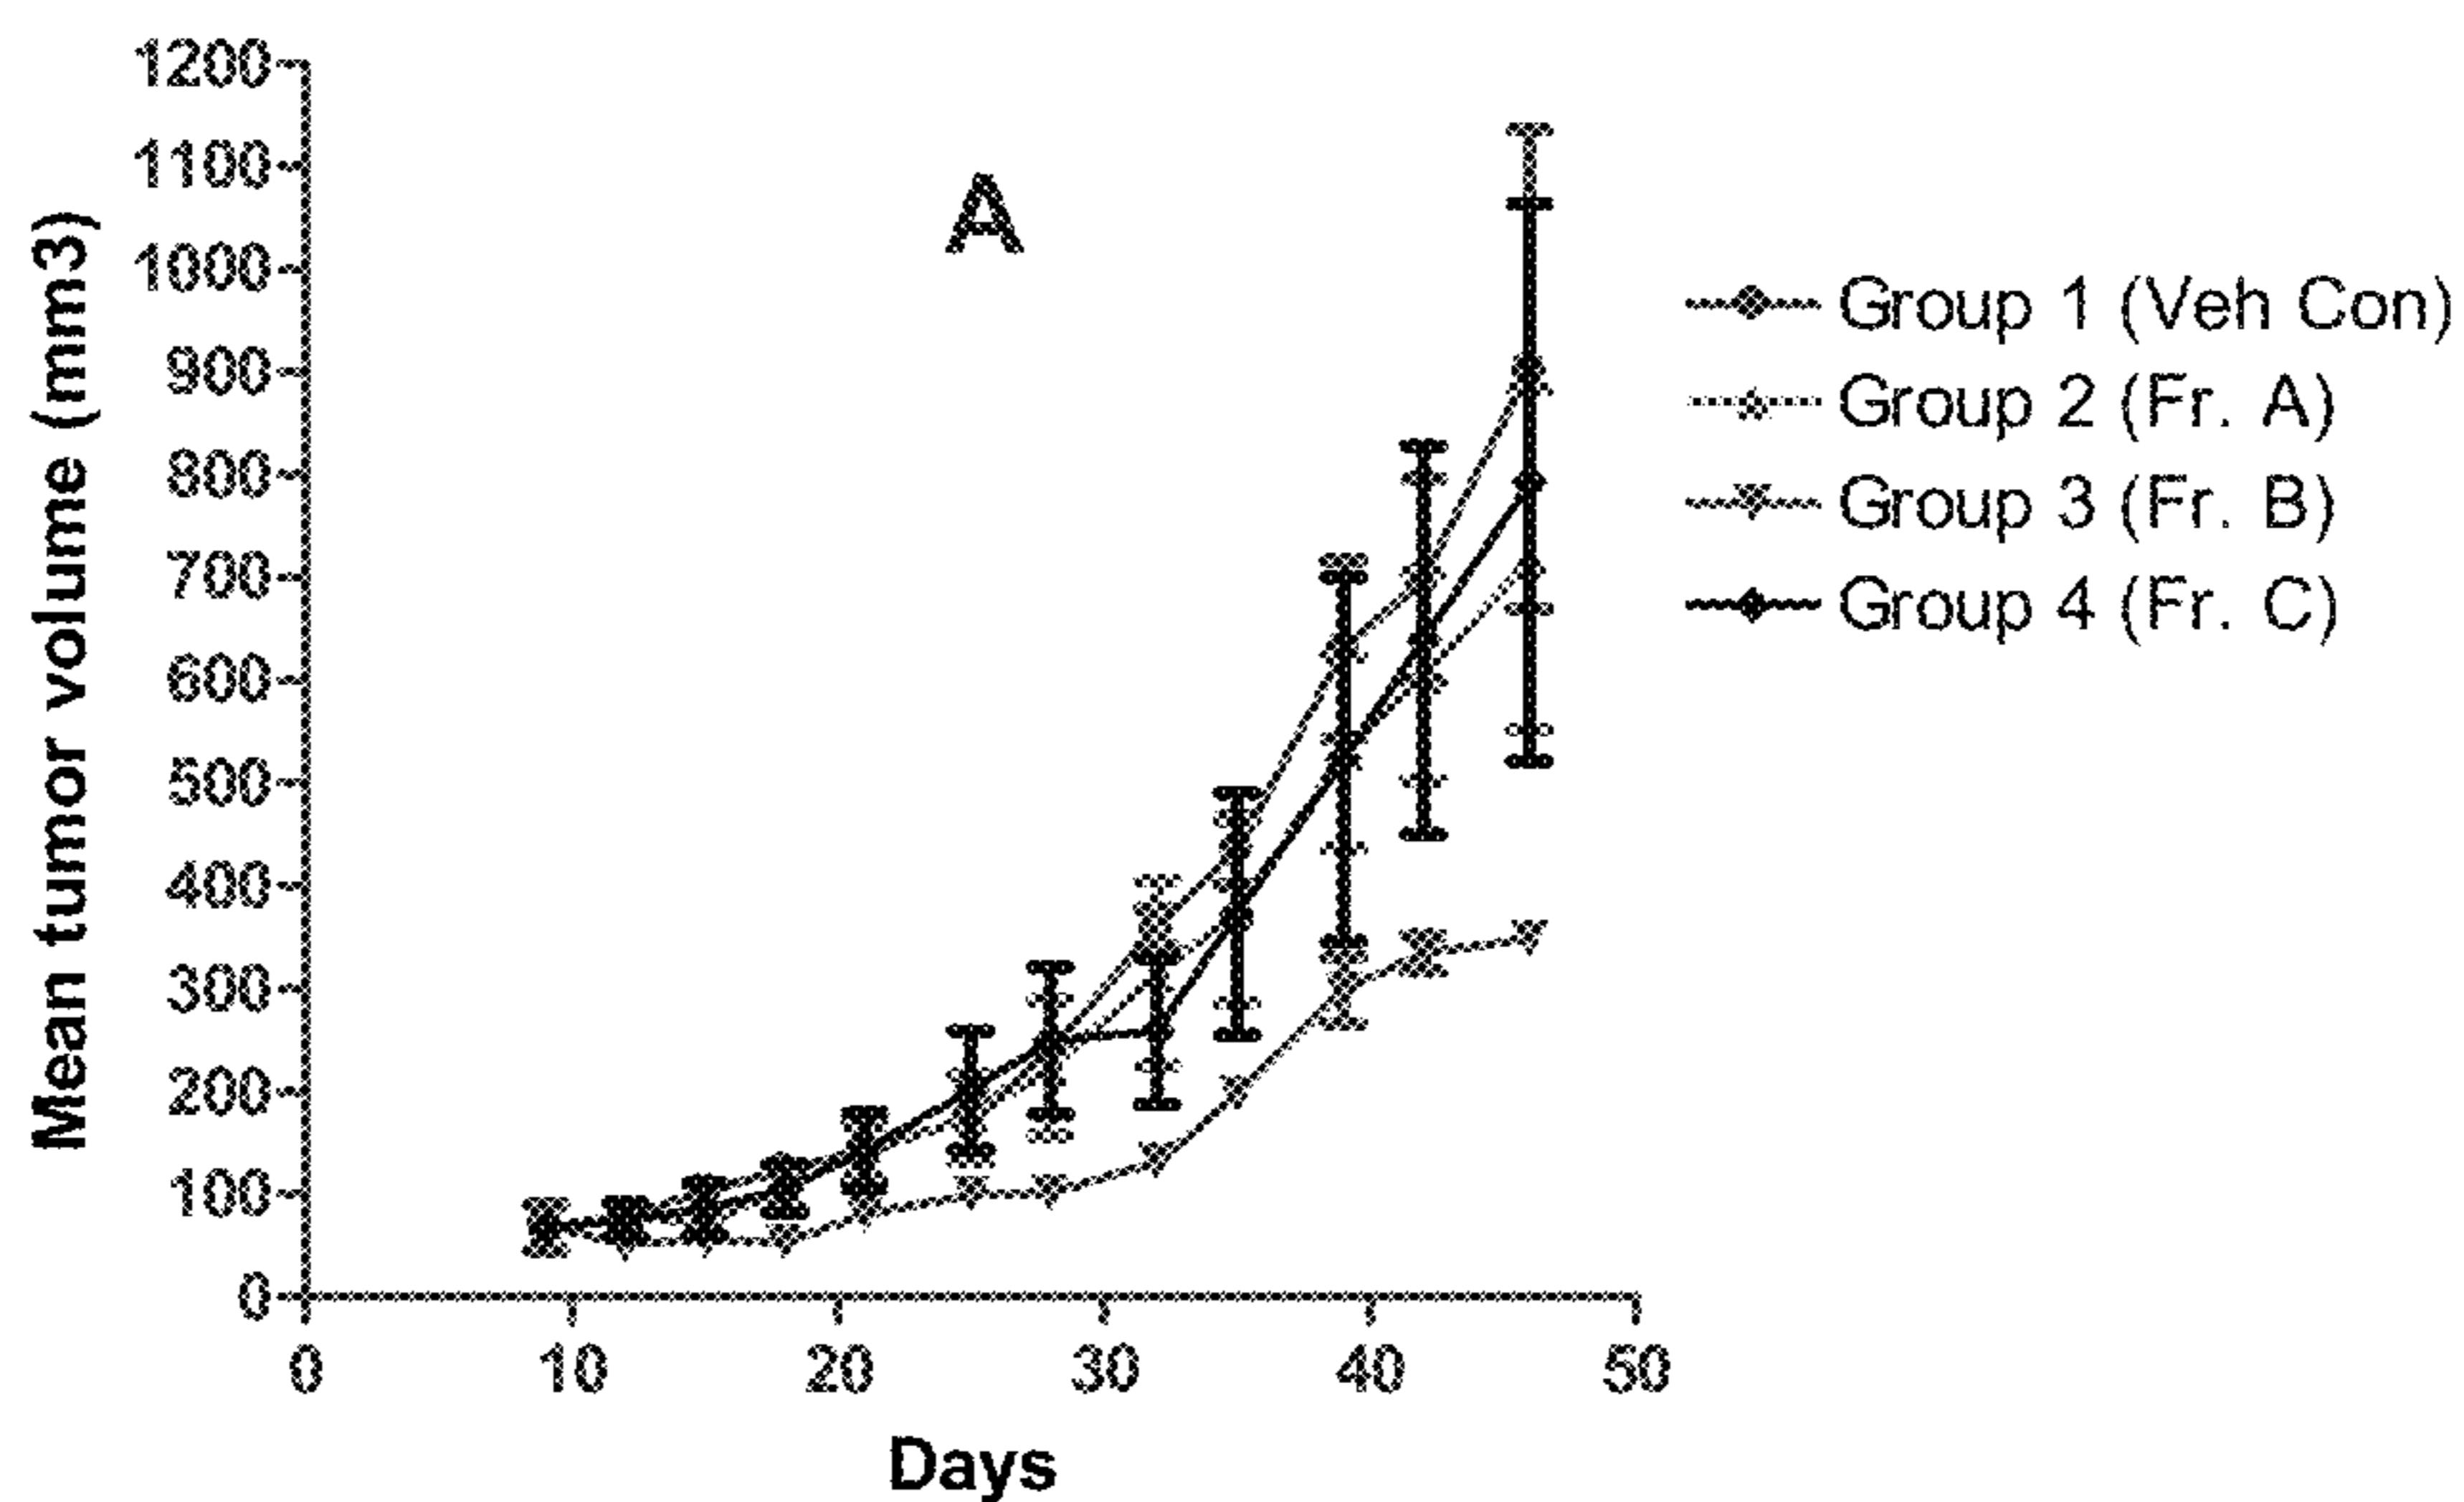 Mean tumor volume (mm3)
1200
1100
1000
900
800
700
600
500
400
300
200
100
0
A
Group 1 (Veh Con)
Group 2 (Fr. A)
Group 3 (Fr. B)
Group 4 (Fr. C)
0 10 20 30 40 50
Days